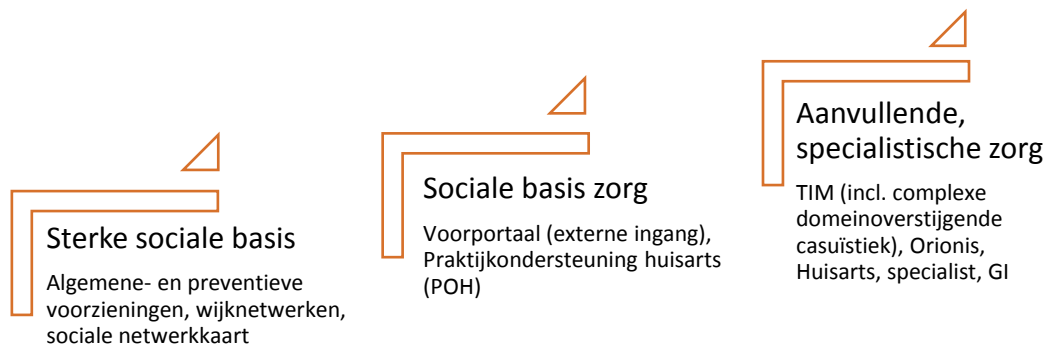 Sterke sociale basis
Algemene- en preventieve
voorzieningen, wijknetwerken,
sociale netwerkkaart
Sociale basis zorg
Voorportaal (externe ingang),
Praktijkondersteuning huisarts
(POH)
Aanvullende,
specialistische zorg
TIM (incl. complexe
domeinoverstijgende
casuïstiek), Orionis,
Huisarts, specialist, GI